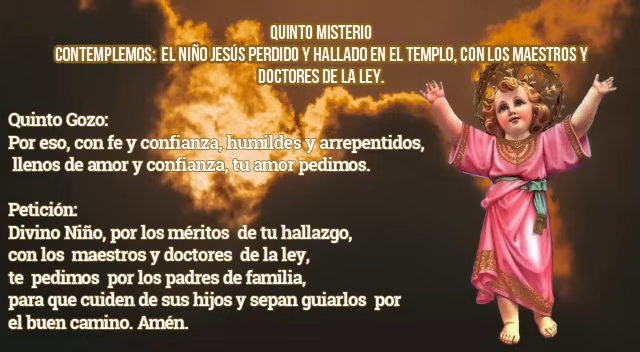 QUINTO MISTERIO
CONTEMPLEMOS: EL NIÑO JESÚS PERDIDO Y HALLADO EN EL TEMPLO, CON LOS MAESTROS Y
DOCTORES DE LA LEY.
Quinto Gozo:
Por eso, con fe y confianza, humildes y arrepentidos,
llenos de amor y confianza, tu amor pedimos.
Petición:
Divino Niño, por los méritos de tu hallazgo,
con los maestros y doctores de la ley,
te pedimos por los padres de familia,
para que cuiden de sus hijos y sepan guiarlos por
el buen camino. Amén.